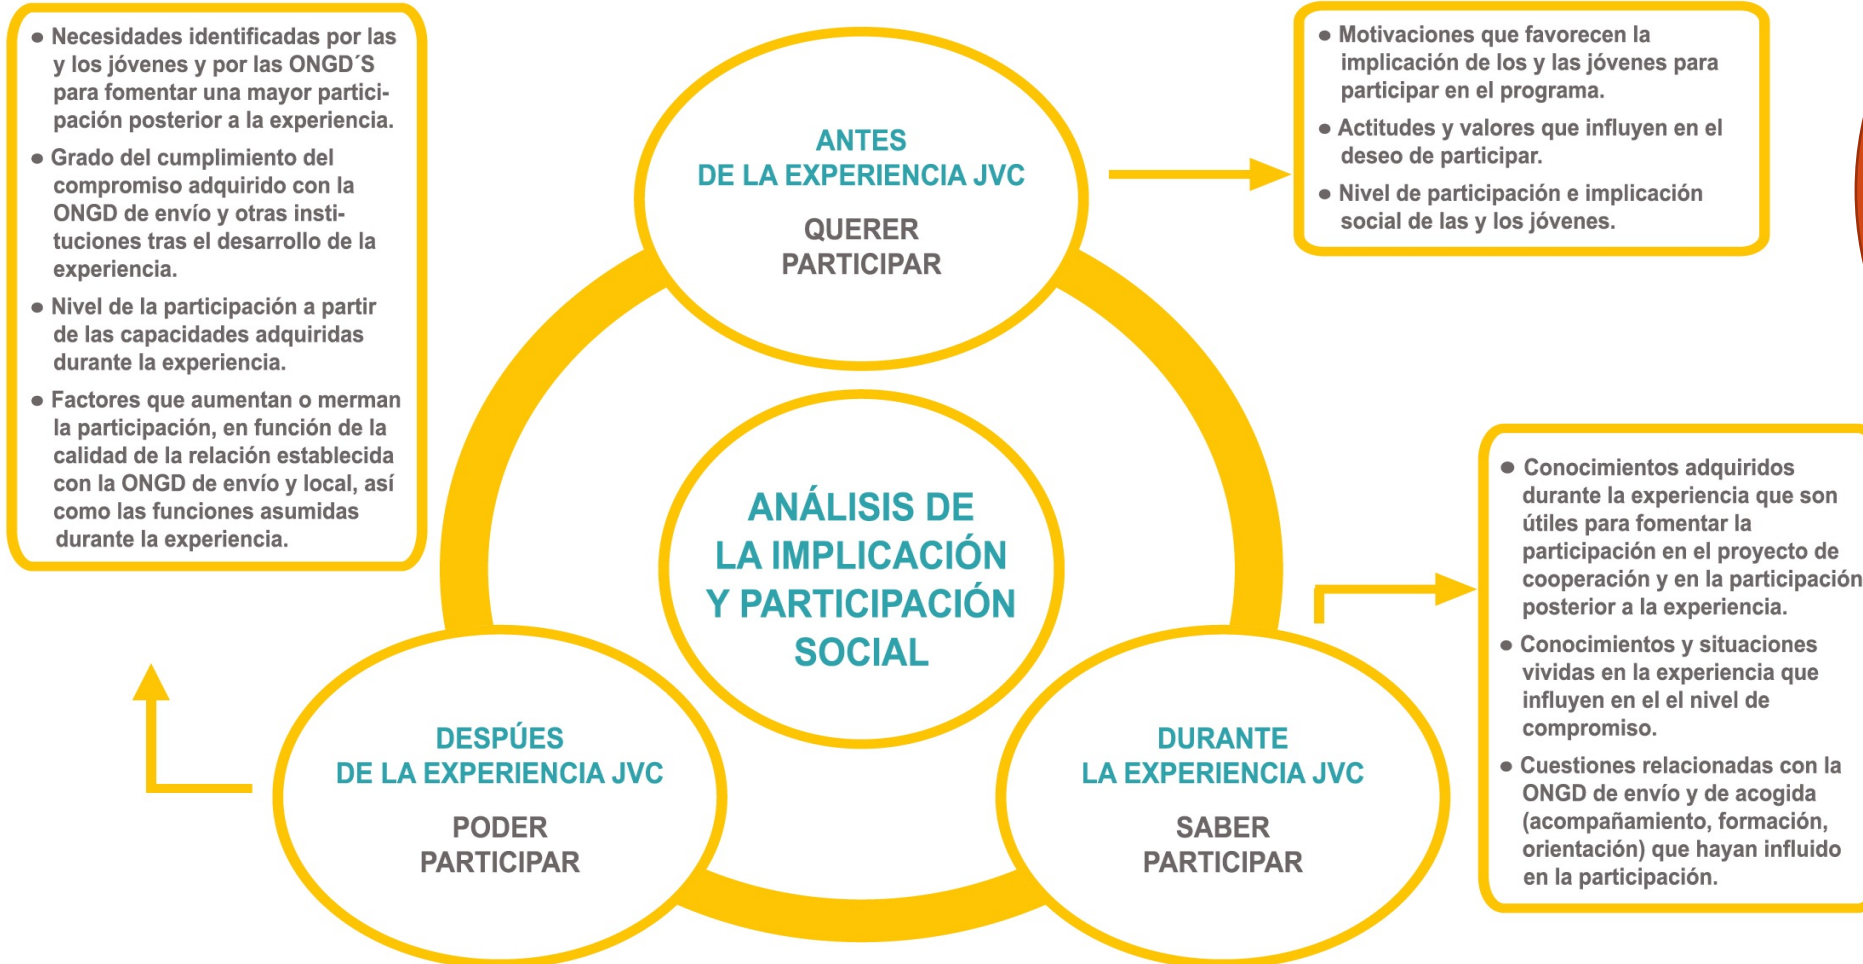 ● Necesidades identificadas por las
y los jóvenes y por las ONGD´S
para fomentar una mayor partici-
pación posterior a la experiencia.
● Grado del cumplimiento del
compromiso adquirido con la
ONGD de envío y otras insti-
tuciones tras el desarrollo de la
experiencia.
● Nivel de la participación a partir
de las capacidades adquiridas
durante la experiencia.
● Factores que aumentan o merman
la participación, en función de la
calidad de la relación establecida
con la ONGD de envío y local, así
como las funciones asumidas
durante la experiencia.
ANTES
DE LA EXPERIENCIA JVC
QUERER
PARTICIPAR
● Motivaciones que favorecen la
implicación de los y las jóvenes para
participar en el programa.
● Actitudes y valores que influyen en el
deseo de participar.
● Nivel de participación e implicación
social de las y los jóvenes.
ANÁLISIS DE
LA IMPLICACIÓN
Y PARTICIPACIÓN
SOCIAL
DESPÚES
DE LA EXPERIENCIA JVC
PODER
PARTICIPAR
DURANTE
LA EXPERIENCIA JVC
SABER
PARTICIPAR
● Conocimientos adquiridos
durante la experiencia que son
útiles para fomentar la
participación en el proyecto de
cooperación y en la participación
posterior a la experiencia.
● Conocimientos y situaciones
vividas en la experiencia que
influyen en el el nivel de
compromiso.
● Cuestiones relacionadas con la
ONGD de envío y de acogida
(acompañamiento, formación,
orientación) que hayan influido
en la participación.